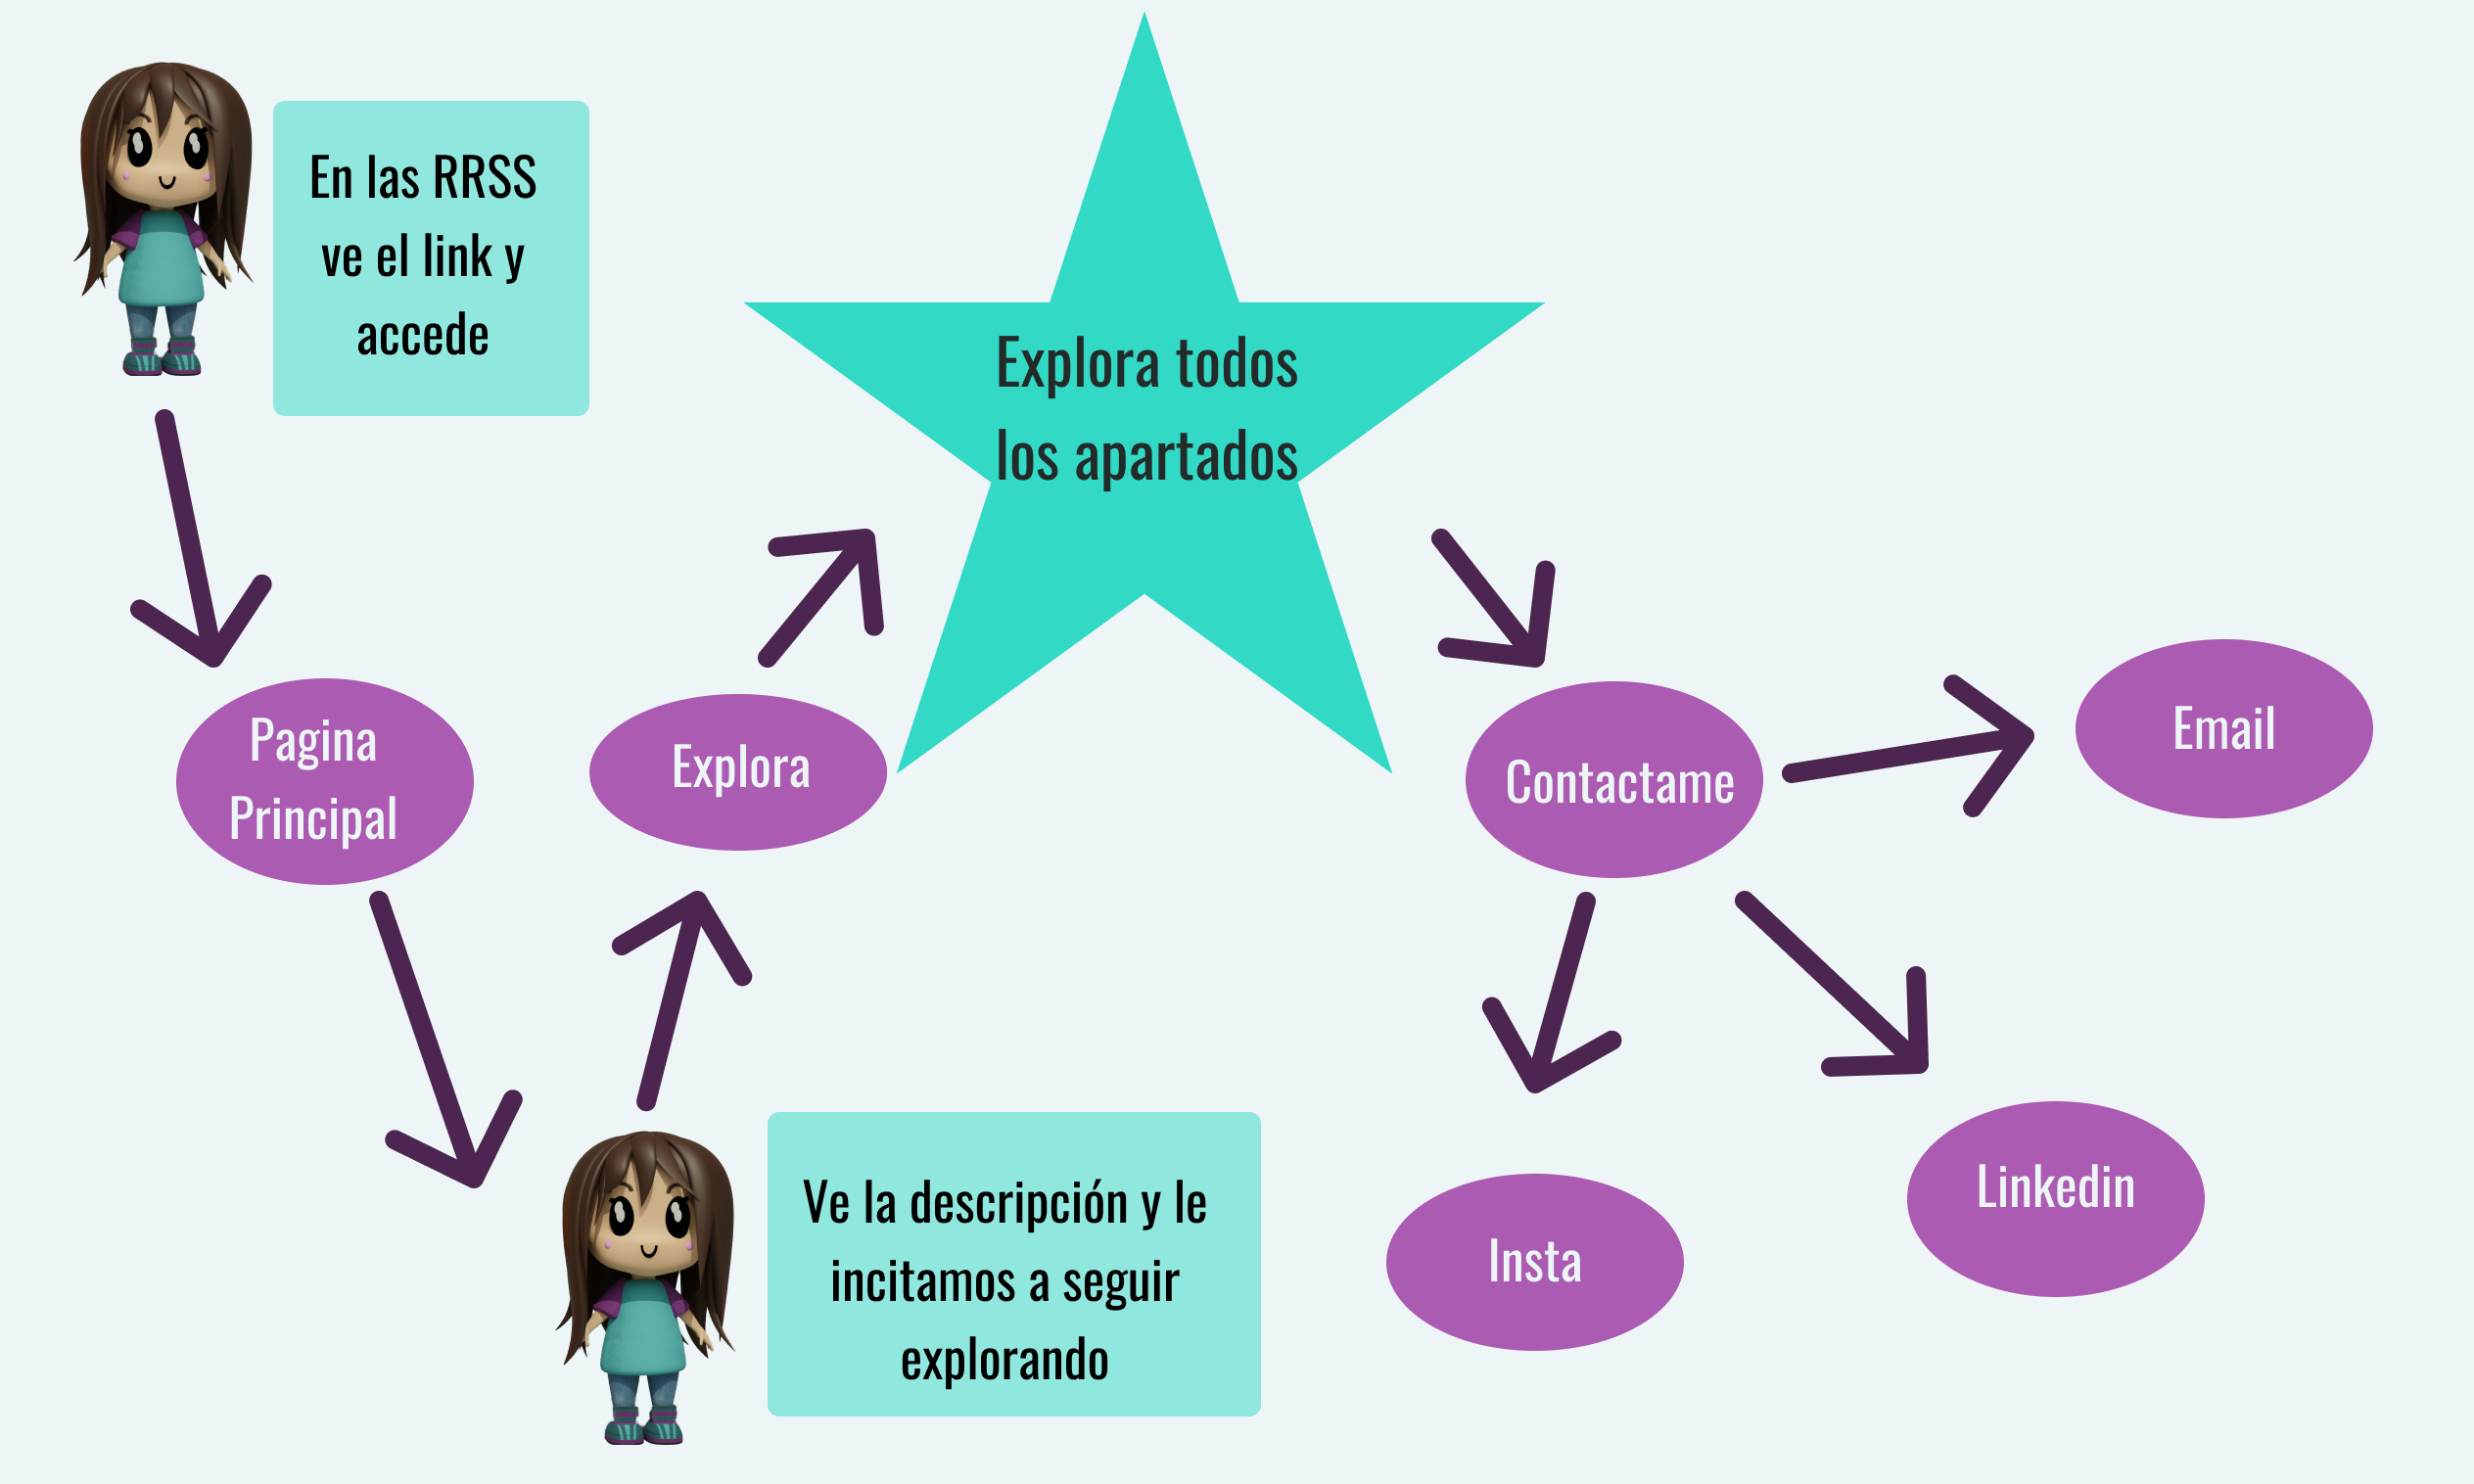 En las RRSS
ve el link y
accede
Explora todos
los apartados
Pagina
Principal
Explora
Contactame
Email
Ve la descripción y le
incitamos a seguir
explorando
Insta
Linkedin